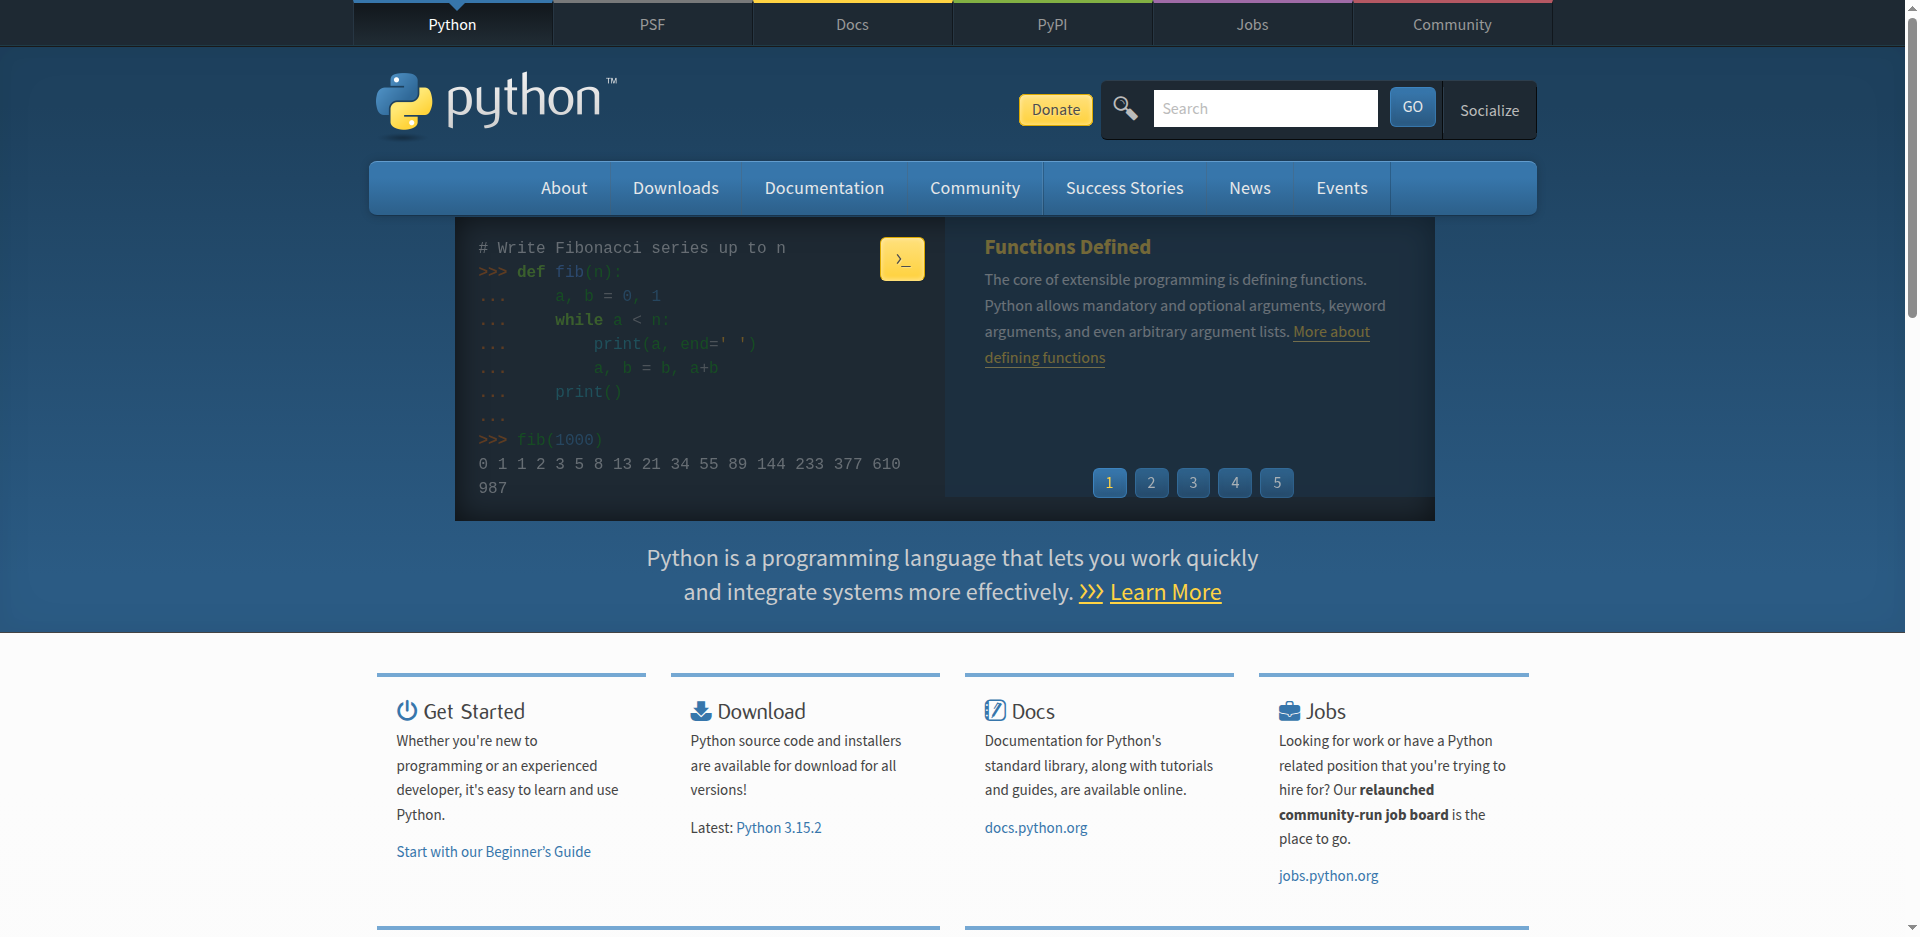 Python PSF Docs PyPI Jobs Community
python™
Donate Search GO Socialize
About Downloads Documentation Community Success Stories News Events
# Write Fibonacci series up to n
>>> def fib(n):
...     a, b = 0, 1
...     while a < n:
...         print(a, end=' ')
...         a, b = b, a+b
...     print()
...
>>> fib(1000)
0 1 1 2 3 5 8 13 21 34 55 89 144 233 377 610
987
>_
Functions Defined
The core of extensible programming is defining functions.
Python allows mandatory and optional arguments, keyword
arguments, and even arbitrary argument lists. More about
defining functions
1 2 3 4 5
Python is a programming language that lets you work quickly
and integrate systems more effectively. >>> Learn More
Get Started
Whether you're new to
programming or an experienced
developer, it's easy to learn and use
Python.
Start with our Beginner’s Guide
Download
Python source code and installers
are available for download for all
versions!
Latest: Python 3.15.2
Docs
Documentation for Python's
standard library, along with tutorials
and guides, are available online.
docs.python.org
Jobs
Looking for work or have a Python
related position that you're trying to
hire for? Our relaunched
community-run job board is the
place to go.
jobs.python.org